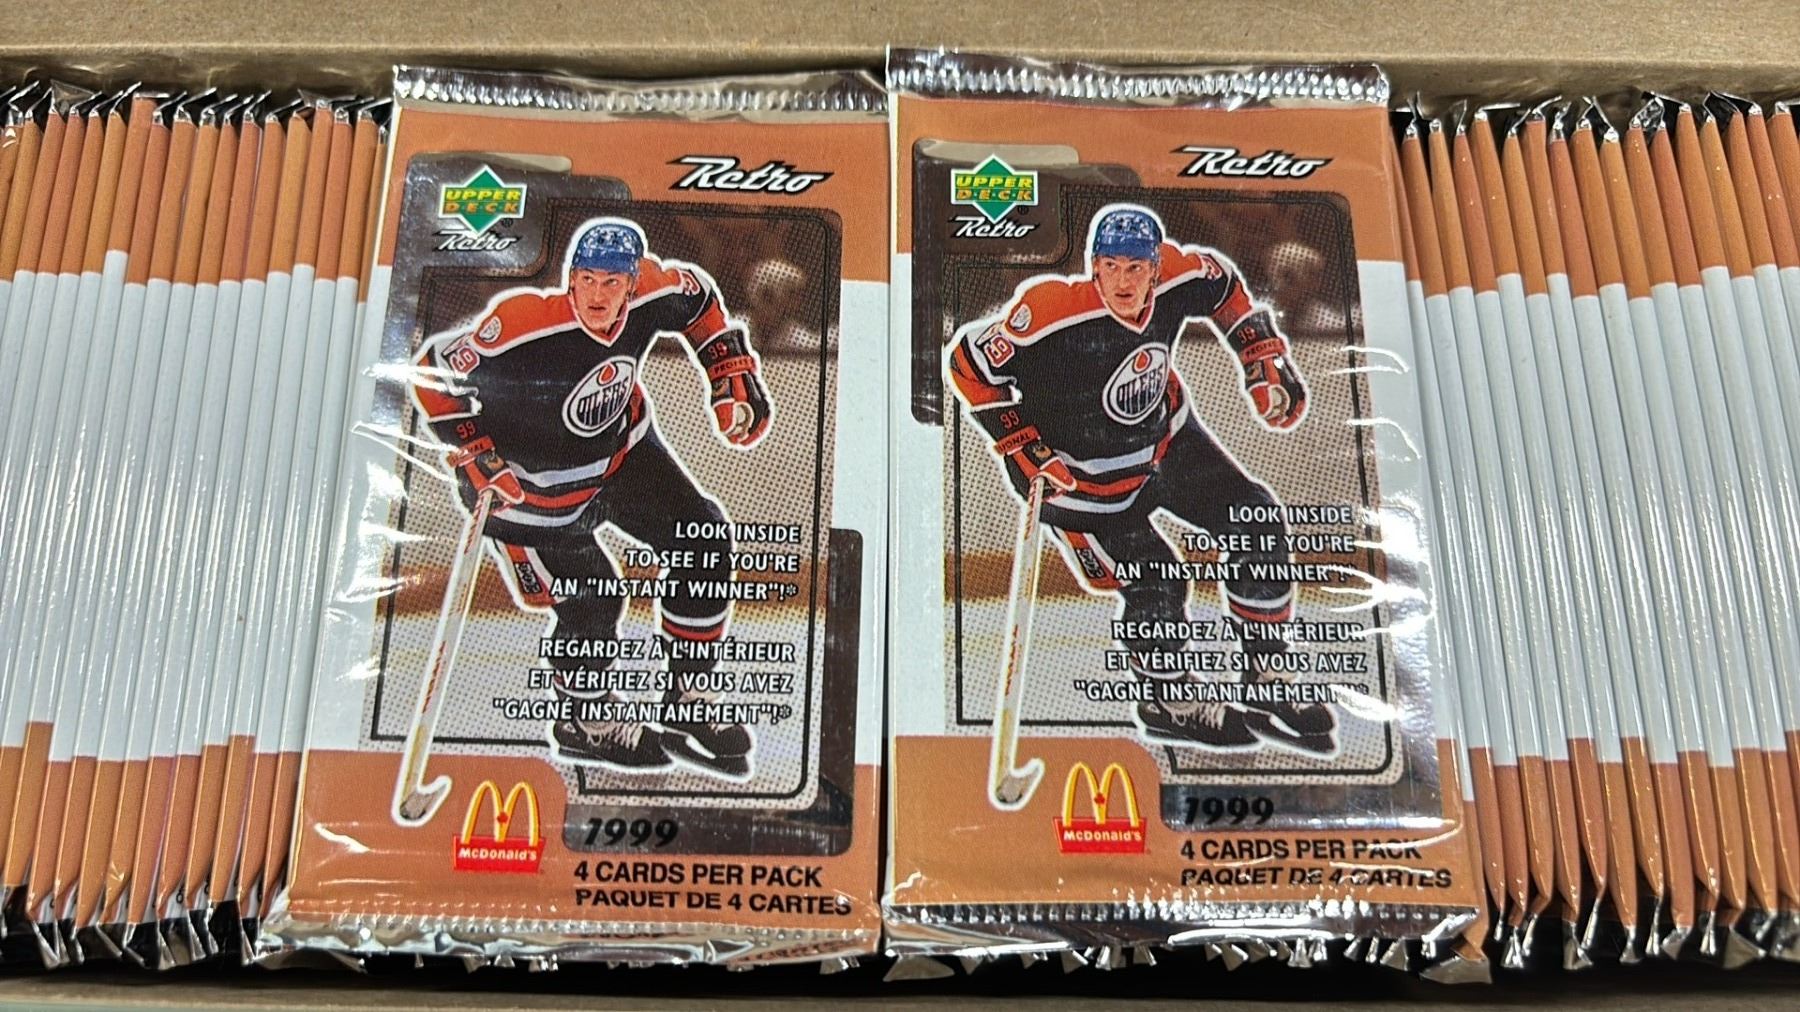 Retro
UPPER
DECK
Retro
OILERS
99
99
LOOK INSIDE
TO SEE IF YOU'RE
AN "INSTANT WINNER"!*
REGARDEZ À L'INTÉRIEUR
ET VÉRIFIEZ SI VOUS AVEZ
"GAGNÉ INSTANTANÉMENT"!*
McDonald's
1999
4 CARDS PER PACK
PAQUET DE 4 CARTES
Retro
UPPER
DECK
Retro
OILERS
99
99
LOOK INSIDE
TO SEE IF YOU'RE
AN "INSTANT WINNER"!*
REGARDEZ À L'INTÉRIEUR
ET VÉRIFIEZ SI VOUS AVEZ
"GAGNÉ INSTANTANÉMENT"!*
McDonald's
1999
4 CARDS PER PACK
PAQUET DE 4 CARTES